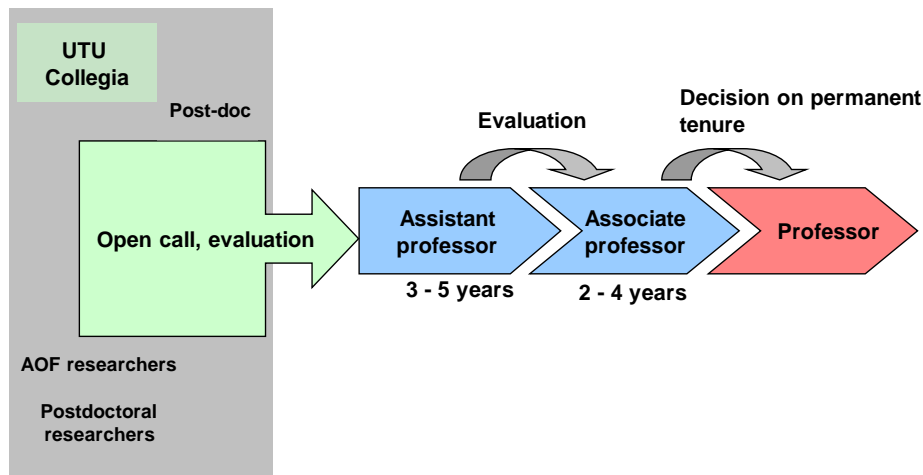 UTU
Collegia
Post-doc
Open call, evaluation
AOF researchers
Postdoctoral
researchers
Evaluation
Decision on permanent
tenure
Assistant
professor
3 - 5 years
Associate
professor
2 - 4 years
Professor